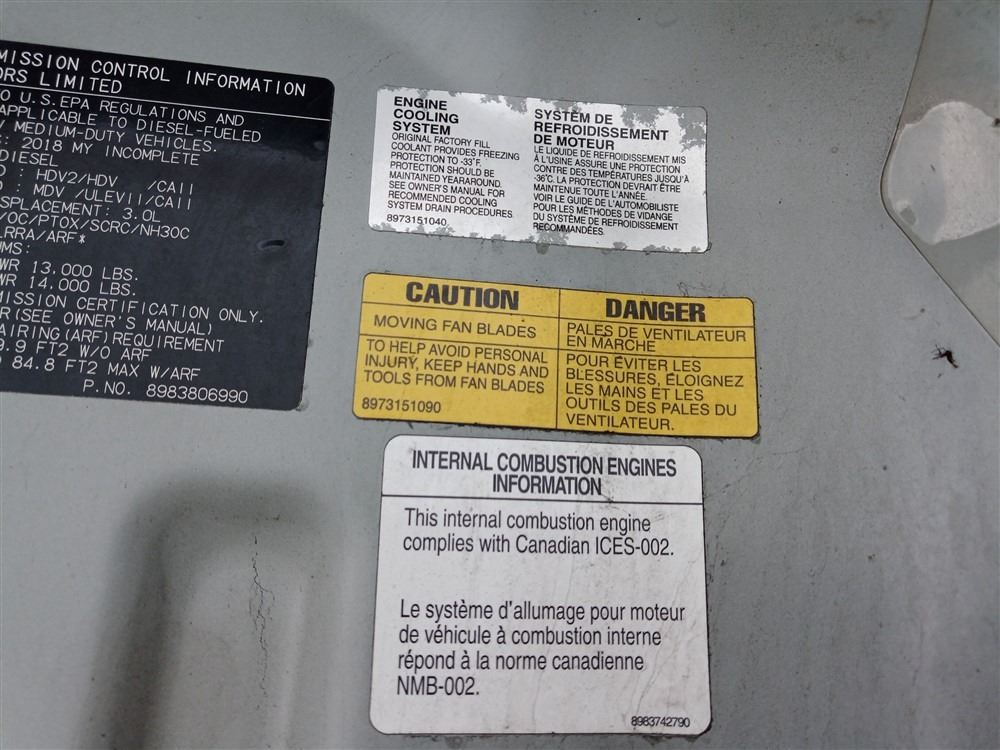 MISSION CONTROL INFORMATION
ORS LIMITED
O U.S.EPA REGULATIONS AND
APPLICABLE TO DIESEL-FUELED
MEDIUM-DUTY VEHICLES.
: 2018 MY INCOMPLETE
DIESEL
D : HDV2/HDV /CAII
D : MDV /ULEVII/CAII
SPLACEMENT: 3.0L
/OC/PTOX/SCRC/NH3OC
LRRA/ARF*
UMS:
WR 13,000 LBS.
WR 14,000 LBS.
MISSION CERTIFICATION ONLY.
R(SEE OWNER'S MANUAL)
AIRING(ARF)REQUIREMENT
9.9 FT2 W/O ARF
84.8 FT2 MAX W/ARF
P.NO. 8983806990
ENGINE
COOLING
SYSTEM
ORIGINAL FACTORY FILL
COOLANT PROVIDES FREEZING
PROTECTION TO -33°F.
PROTECTION SHOULD BE
MAINTAINED YEARAROUND.
SEE OWNER'S MANUAL FOR
RECOMMENDED COOLING
SYSTEM DRAIN PROCEDURES.
8973151040
SYSTÈM DE
REFROIDISSEMENT
DE MOTEUR
LE LIQUIDE DE REFROIDISSEMENT MIS
À L'USINE ASSURE UNE PROTECTION
CONTRE DES TEMPÉRATURES JUSQU'À
-36°C. LA PROTECTION DEVRAIT ÊTRE
MAINTENUE TOUTE L'ANNÉE.
VOIR LE GUIDE DE L'AUTOMOBILISTE
POUR LES MÉTHODES DE VIDANGE
DU SYSTÈME DE REFROIDISSEMENT
RECOMMANDÉES.
CAUTION
MOVING FAN BLADES
TO HELP AVOID PERSONAL
INJURY, KEEP HANDS AND
TOOLS FROM FAN BLADES
8973151090
DANGER
PALES DE VENTILATEUR
EN MARCHE
POUR ÉVITER LES
BLESSURES, ÉLOIGNEZ
LES MAINS ET LES
OUTILS DES PALES DU
VENTILATEUR.
INTERNAL COMBUSTION ENGINES
INFORMATION
This internal combustion engine
complies with Canadian ICES-002.
Le système d'allumage pour moteur
de véhicule à combustion interne
répond à la norme canadienne
NMB-002.
8983742790